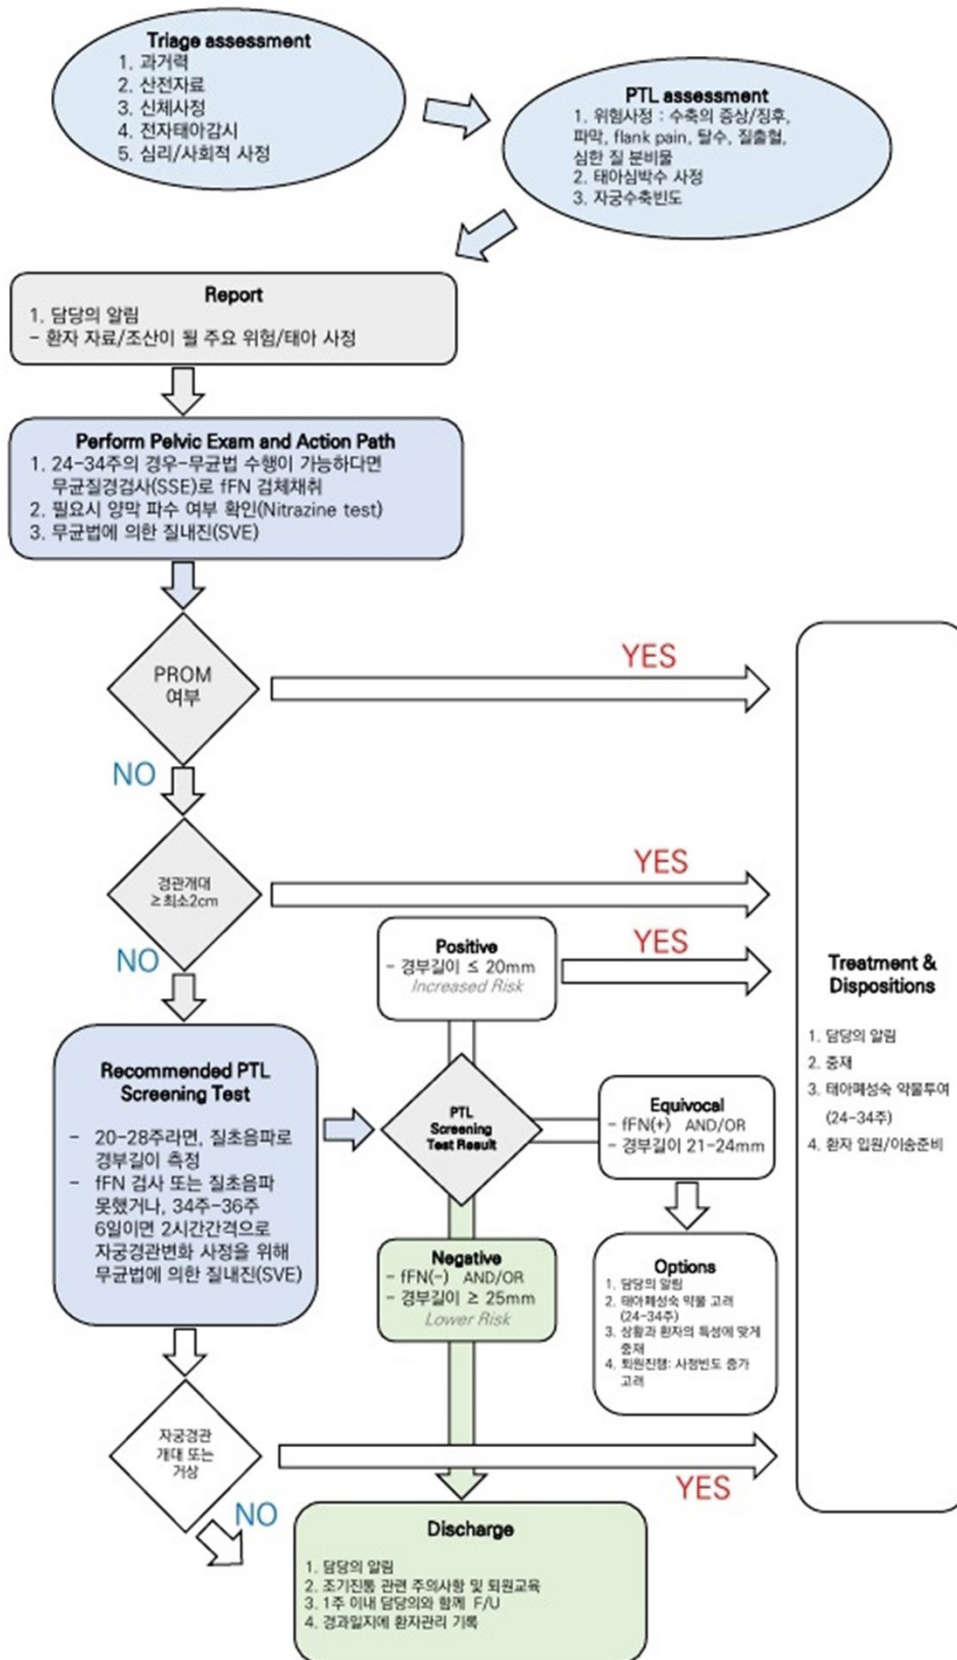 Triage assessment
1. 과거력
2. 산전자료
3. 신체사정
4. 전자태아감시
5. 심리/사회적 사정
PTL assessment
1. 위험사정 : 수축의 증상/징후,
파막, flank pain, 탈수, 질출혈,
심한 질 분비물
2. 태아심박수 사정
3. 자궁수축빈도
Report
1. 담당의 알림
- 환자 자료/조산이 될 주요 위험/태아 사정
Perform Pelvic Exam and Action Path
1. 24-34주의 경우-무균법 수행이 가능하다면
무균질경검사(SSE)로 fFN 검체채취
2. 필요시 양막 파수 여부 확인(Nitrazine test)
3. 무균법에 의한 질내진(SVE)
PROM
여부
YES
NO
경관개대
≥최소2cm
YES
NO
Positive
- 경부길이 ≤ 20mm
Increased Risk
YES
Recommended PTL
Screening Test
- 20-28주라면, 질초음파로
경부길이 측정
- fFN 검사 또는 질초음파
못했거나, 34주-36주
6일이면 2시간간격으로
자궁경관변화 사정을 위해
무균법에 의한 질내진(SVE)
PTL
Screening
Test Result
Equivocal
- fFN(+) AND/OR
- 경부길이 21-24mm
Options
1. 담당의 알림
2. 태아폐성숙 약물 고려
(24-34주)
3. 상황과 환자의 특성에 맞게
중재
4. 퇴원진행: 사정빈도 증가
고려
Negative
- fFN(-) AND/OR
- 경부길이 ≥ 25mm
Lower Risk
Treatment &
Dispositions
1. 담당의 알림
2. 중재
3. 태아폐성숙 약물투여
(24-34주)
4. 환자 입원/이송준비
자궁경관
개대 또는
거상
YES
NO
Discharge
1. 담당의 알림
2. 조기진통 관련 주의사항 및 퇴원교육
3. 1주 이내 담당의와 함께 F/U
4. 경과일지에 환자관리 기록